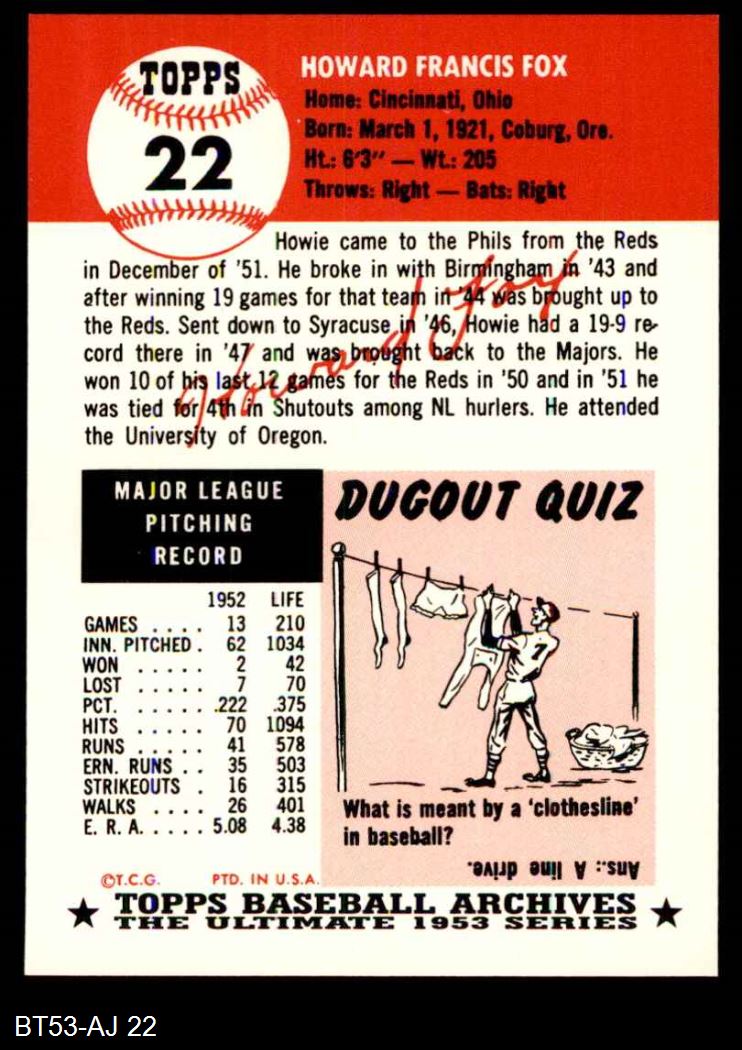 TOPPS
22
HOWARD FRANCIS FOX
Home: Cincinnati, Ohio
Born: March 1, 1921, Coburg, Ore.
Ht.: 6'3" — Wt.: 205
Throws: Right — Bats: Right
Howie came to the Phils from the Reds
in December of '51. He broke in with Birmingham in '43 and
after winning 19 games for that team in '44 was brought up to
the Reds. Sent down to Syracuse in '46, Howie had a 19-9 re-
cord there in '47 and was brought back to the Majors. He
won 10 of his last 12 games for the Reds in '50 and in '51 he
was tied for 4th in Shutouts among NL hurlers. He attended
the University of Oregon.
Howard Fox
MAJOR LEAGUE
PITCHING
RECORD
1952 LIFE
GAMES .... 13 210
INN. PITCHED . 62 1034
WON ..... 2 42
LOST ..... 7 70
PCT. ..... .222 .375
HITS ..... 70 1094
RUNS ..... 41 578
ERN. RUNS .. 35 503
STRIKEOUTS . 16 315
WALKS .... 26 401
E. R. A. .... 5.08 4.38
©T.C.G. PTD. IN U.S.A.
DUGOUT QUIZ
7
What is meant by a 'clothesline'
in baseball?
Ans.: A line drive.
★ TOPPS BASEBALL ARCHIVES ★
THE ULTIMATE 1953 SERIES
BT53-AJ 22